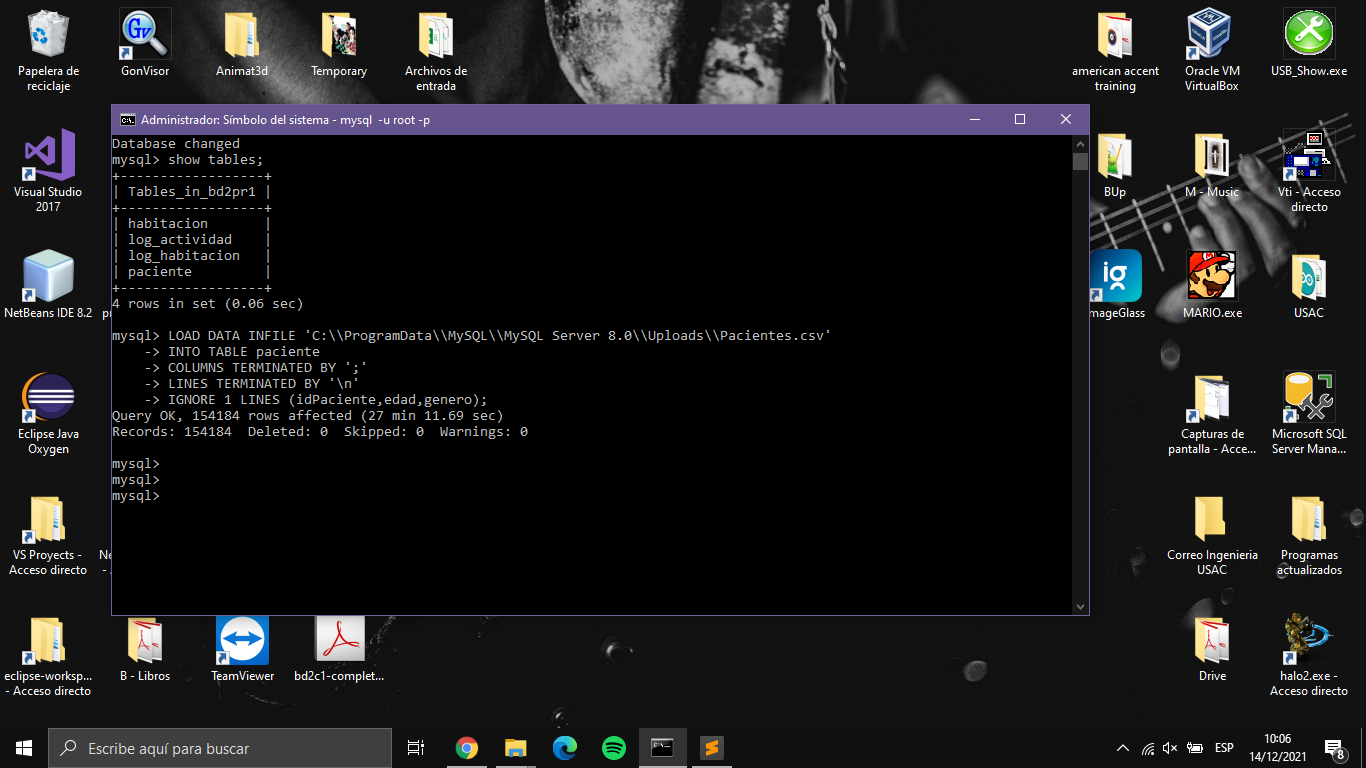 Papelera de
reciclaje
GonVisor
Animat3d
Temporary
Archivos de
entrada
american accent
training
Oracle VM
VirtualBox
USB_Show.exe
Visual Studio
2017
BUp
M - Music
Vti - Acceso
directo
NetBeans IDE 8.2
ig
mageGlass
MARIO.exe
USAC
Eclipse Java
Oxygen
Capturas de
pantalla - Acce...
Microsoft SQL
Server Mana...
VS Proyects -
Acceso directo
Correo Ingenieria
USAC
Programas
actualizados
eclipse-worksp...
- Acceso directo
B - Libros
TeamViewer
bd2c1-complet...
Drive
halo2.exe -
Acceso directo
Administrador: Símbolo del sistema - mysql -u root -p
Database changed
mysql> show tables;
+------------------+
| Tables_in_bd2pr1 |
+------------------+
| habitacion       |
| log_actividad    |
| log_habitacion   |
| paciente         |
+------------------+
4 rows in set (0.06 sec)
mysql> LOAD DATA INFILE 'C:\\ProgramData\\MySQL\\MySQL Server 8.0\\Uploads\\Pacientes.csv'
    -> INTO TABLE paciente
    -> COLUMNS TERMINATED BY ';'
    -> LINES TERMINATED BY '\n'
    -> IGNORE 1 LINES (idPaciente,edad,genero);
Query OK, 154184 rows affected (27 min 11.69 sec)
Records: 154184  Deleted: 0  Skipped: 0  Warnings: 0
mysql>
mysql>
mysql>
Escribe aquí para buscar
ESP
10:06
14/12/2021
8